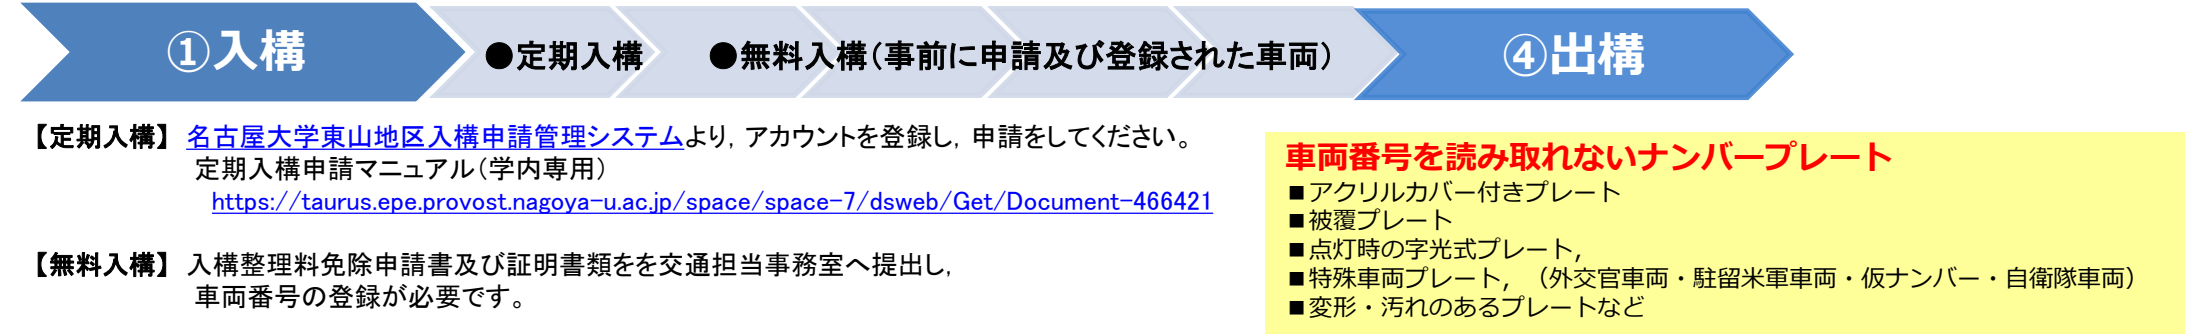 ①入構
●定期入構 ●無料入構(事前に申請及び登録された車両)
④出構
【定期入構】 名古屋大学東山地区入構申請管理システムより，アカウントを登録し，申請をしてください。
定期入構申請マニュアル(学内専用)
https://taurus.epe.provost.nagoya-u.ac.jp/space/space-7/dsweb/Get/Document-466421
【無料入構】 入構整理料免除申請書及び証明書類をを交通担当事務室へ提出し，
車両番号の登録が必要です。
車両番号を読み取れないナンバープレート
■アクリルカバー付きプレート
■被覆プレート
■点灯時の字光式プレート，
■特殊車両プレート，（外交官車両・駐留米軍車両・仮ナンバー・自衛隊車両）
■変形・汚れのあるプレートなど